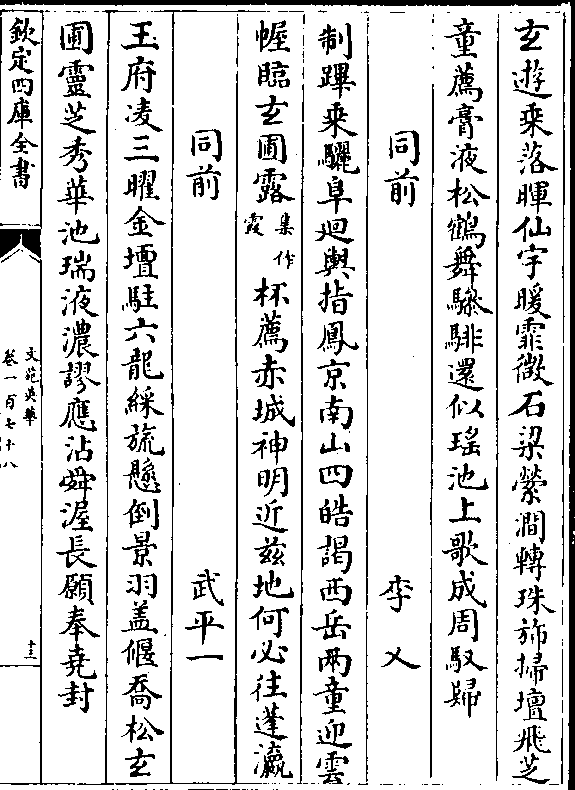 玄遊乗落暉仙宇暖霏微石梁縈澗轉珠斾掃壇飛芝
童薦膏液松鶴舞驂騑還似瑶池上歌成周馭歸
同前 李乂
制蹕乗驪阜迴輿指鳳京南山四皓謁西岳兩童迎雲
幄臨玄圃露集作霞杯薦赤城神明近兹地何必往蓬瀛
同前 武平一
玉府凌三曜金壇駐六龍綵旒懸倒景羽盖偃喬松玄
圃靈芝秀華池瑞液濃謬應沾舜渥長願奉堯封
欽定四庫全書
文苑英華
卷一百七十八
十三